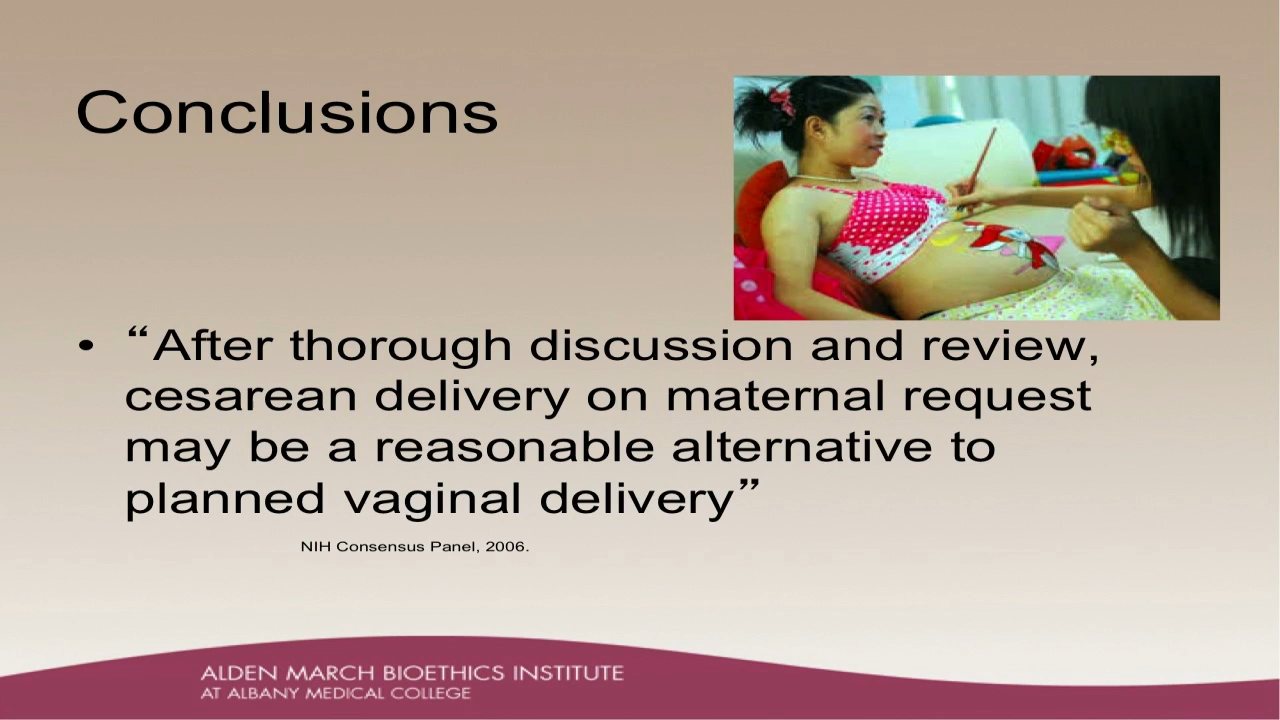 Conclusions
• “After thorough discussion and review,
cesarean delivery on maternal request
may be a reasonable alternative to
planned vaginal delivery”
NIH Consensus Panel, 2006.
ALDEN MARCH BIOETHICS INSTITUTE
AT ALBANY MEDICAL COLLEGE